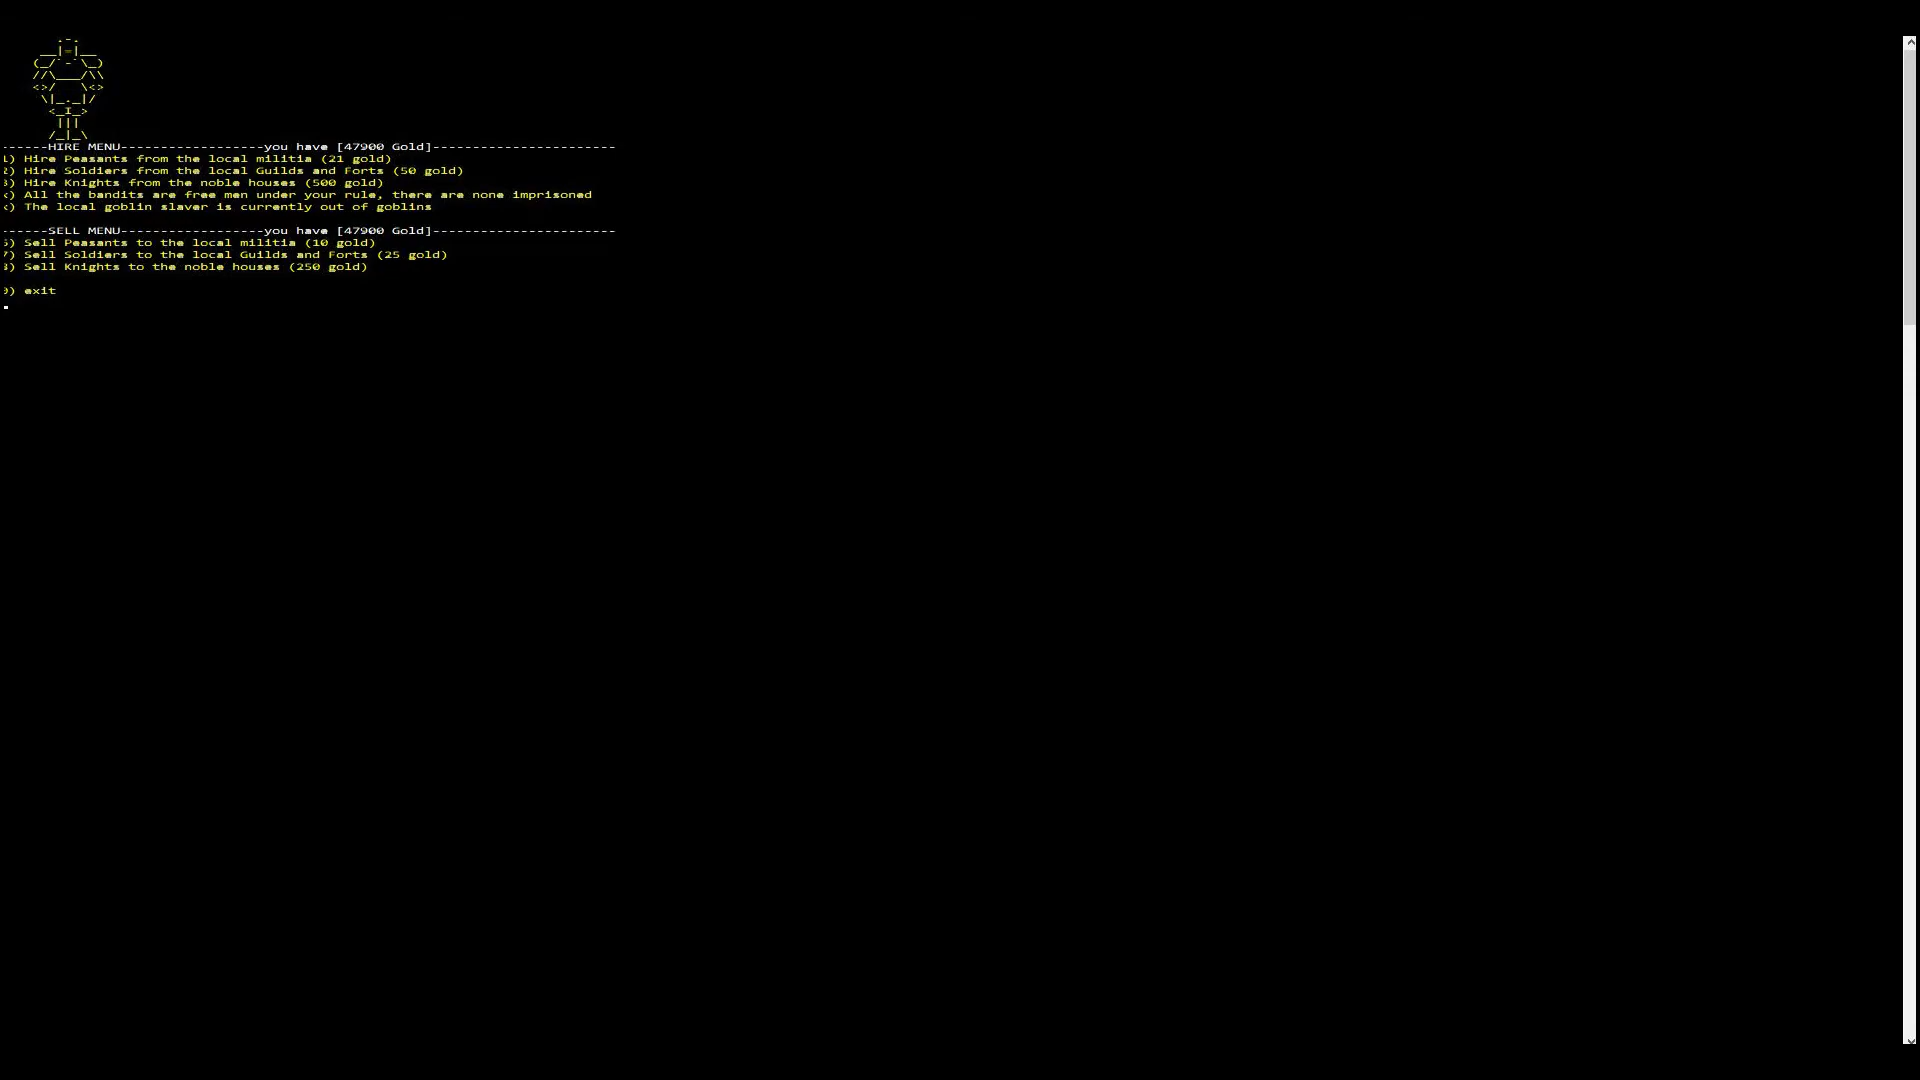 ------HIRE MENU------------------you have [47900 Gold]-----------------------
1) Hire Peasants from the local militia (21 gold)
2) Hire Soldiers from the local Guilds and Forts (50 gold)
3) Hire Knights from the noble houses (500 gold)
x) All the bandits are free men under your rule, there are none imprisoned
x) The local goblin slaver is currently out of goblins
------SELL MENU------------------you have [47900 Gold]-----------------------
6) Sell Peasants to the local militia (10 gold)
7) Sell Soldiers to the local Guilds and Forts (25 gold)
8) Sell Knights to the noble houses (250 gold)
0) exit